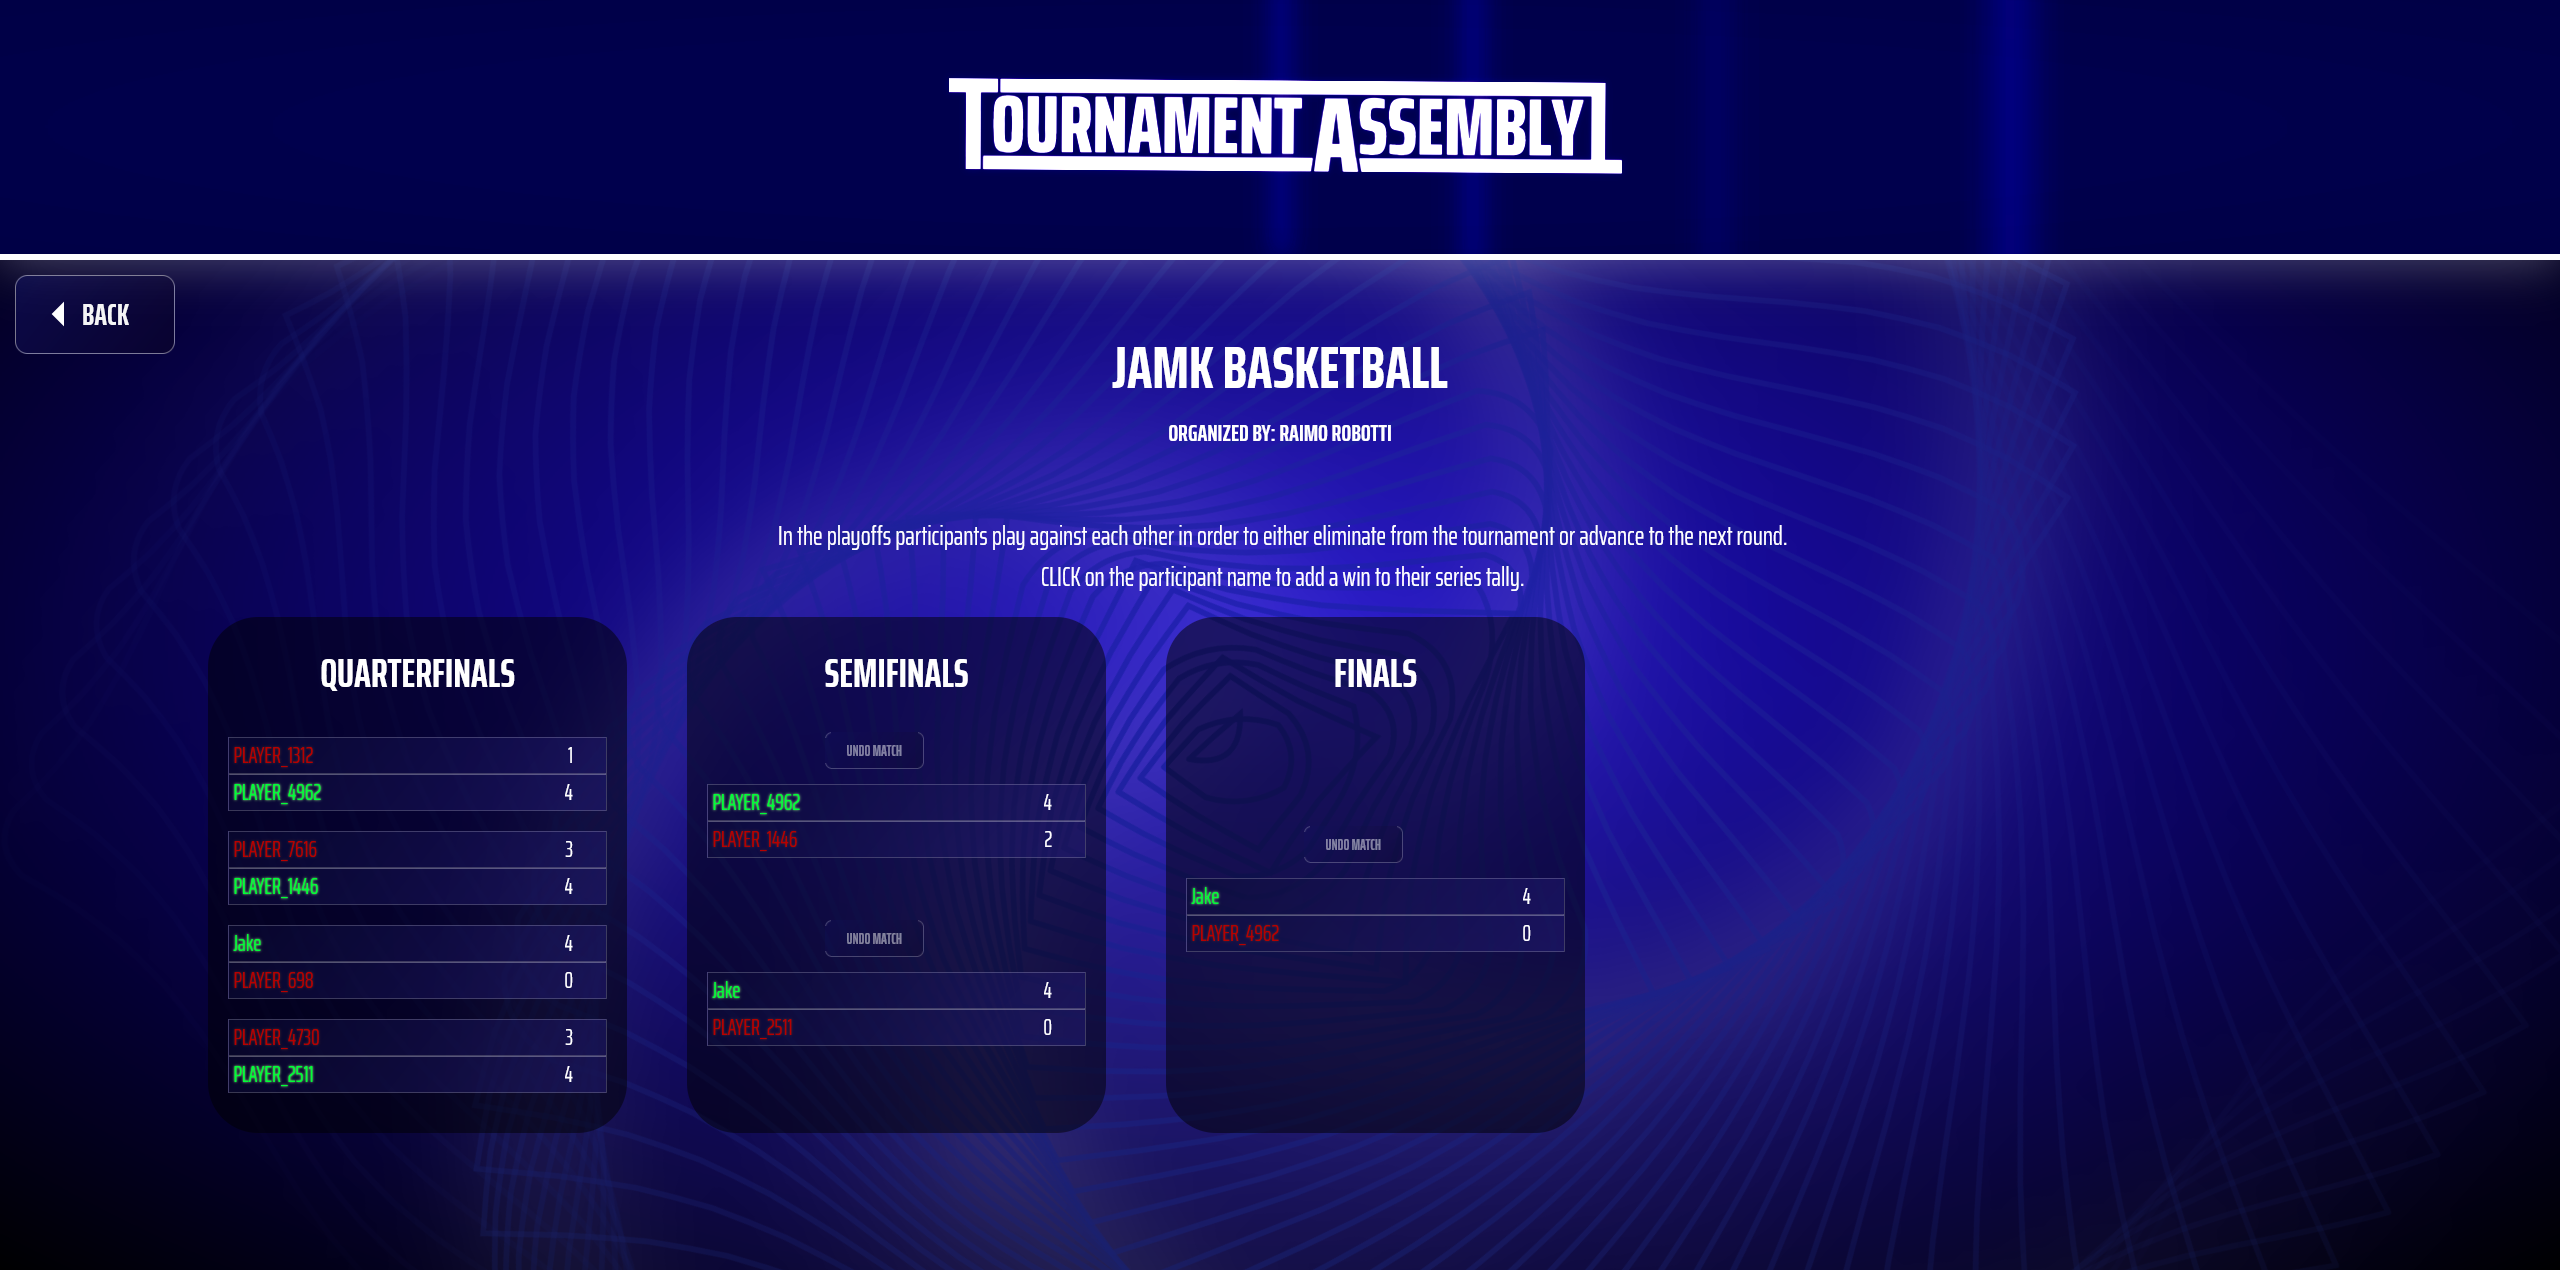 TOURNAMENT ASSEMBLY
BACK
JAMK BASKETBALL
ORGANIZED BY: RAIMO ROBOTTI
In the playoffs participants play against each other in order to either eliminate from the tournament or advance to the next round.
CLICK on the participant name to add a win to their series tally.
QUARTERFINALS
PLAYER_1312 1
PLAYER_4962 4
PLAYER_7616 3
PLAYER_1446 4
Jake 4
PLAYER_698 0
PLAYER_4730 3
PLAYER_2511 4
SEMIFINALS
UNDO MATCH
PLAYER_4962 4
PLAYER_1446 2
UNDO MATCH
Jake 4
PLAYER_2511 0
FINALS
UNDO MATCH
Jake 4
PLAYER_4962 0